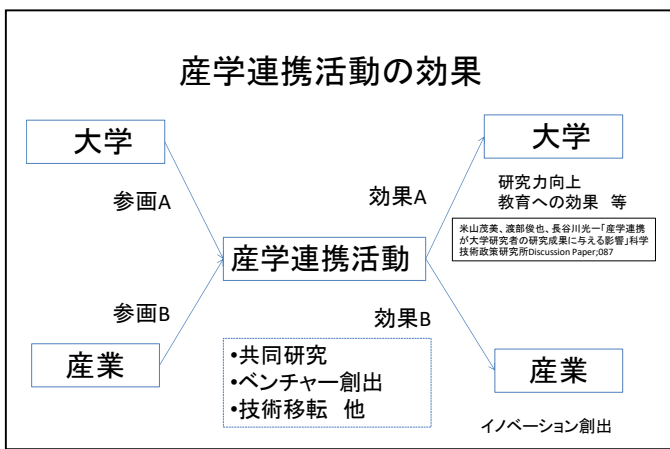 産学連携活動の効果
大学
大学
参画A
効果A
研究力向上
教育への効果 等
米山茂美、渡部俊也、長谷川光一「産学連携
が大学研究者の研究成果に与える影響」科学
技術政策研究所Discussion Paper;087
産学連携活動
参画B
効果B
産業
•共同研究
•ベンチャー創出
•技術移転 他
産業
イノベーション創出